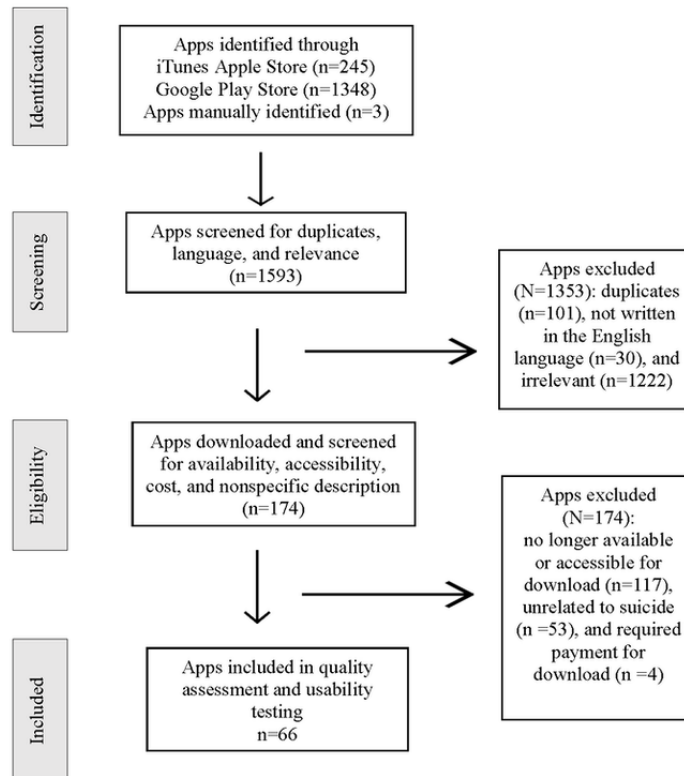 Identification
Apps identified through
iTunes Apple Store (n=245)
Google Play Store (n=1348)
Apps manually identified (n=3)
Screening
Apps screened for duplicates,
language, and relevance
(n=1593)
Apps excluded
(N=1353): duplicates
(n=101), not written
in the English
language (n=30), and
irrelevant (n=1222)
Eligibility
Apps downloaded and screened
for availability, accessibility,
cost, and nonspecific description
(n=174)
Apps excluded
(N=174):
no longer available
or accessible for
download (n=117),
unrelated to suicide
(n =53), and required
payment for
download (n =4)
Included
Apps included in quality
assessment and usability
testing
n=66